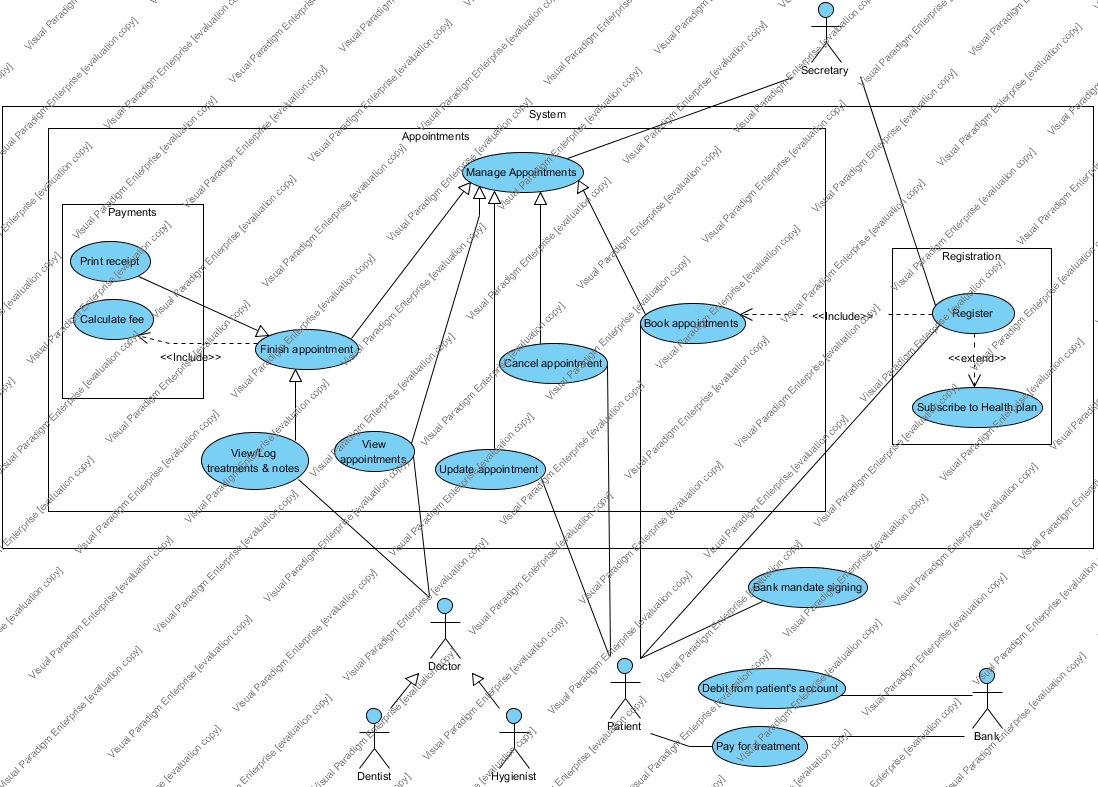 Secretary
System
Appointments
Manage Appointments
Payments
Print receipt
Calculate fee
<<Include>>
Finish appointment
Cancel appointment
Book appointments
<<Include>>
Registration
Register
<<extend>>
Subscribe to Health plan
View/Log
treatments & notes
View
appointments
Update appointment
Bank mandate signing
Doctor
Debit from patient's account
Patient
Bank
Pay for treatment
Dentist
Hygienist
Visual Paradigm Enterprise [evaluation copy]